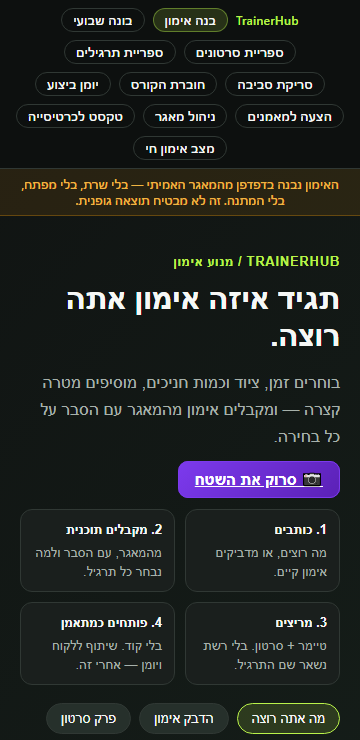 TrainerHub בנה אימון בונה שבועי
ספריית סרטונים ספריית תרגילים
סריקת סביבה חוברת הקורס יומן ביצוע
הצעה למאמנים ניהול מאגר טקסט לכרטיסייה
מצב אימון חי
האימון נבנה בדפדפן מהמאגר האמיתי — בלי שרת, בלי מפתח,
בלי המתנה. זה לא מבטיח תוצאה גופנית.
TRAINERHUB / מנוע אימון
תגיד איזה אימון אתה
רוצה.
בוחרים זמן, ציוד וכמות חניכים, מוסיפים מטרה
קצרה — ומקבלים אימון מהמאגר עם הסבר על
כל בחירה.
📷 סרוק את השטח
1. כותבים
מה רוצים, או מדביקים
אימון קיים.
2. מקבלים תוכנית
מהמאגר, עם הסבר ולמה
נבחר כל תרגיל.
3. מריצים
טיימר + סרטון. בלי רשת
נשאר שם התרגיל.
4. פותחים כמתאמן
בלי קוד. שיתוף ללקוח
ויומן — אחרי זה.
מה אתה רוצה הדבק אימון פרק סרטון